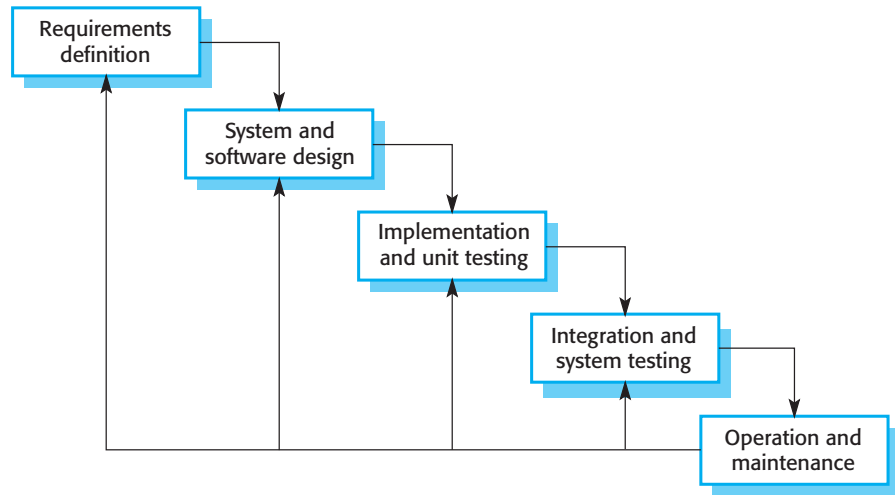 Requirements
definition
System and
software design
Implementation
and unit testing
Integration and
system testing
Operation and
maintenance